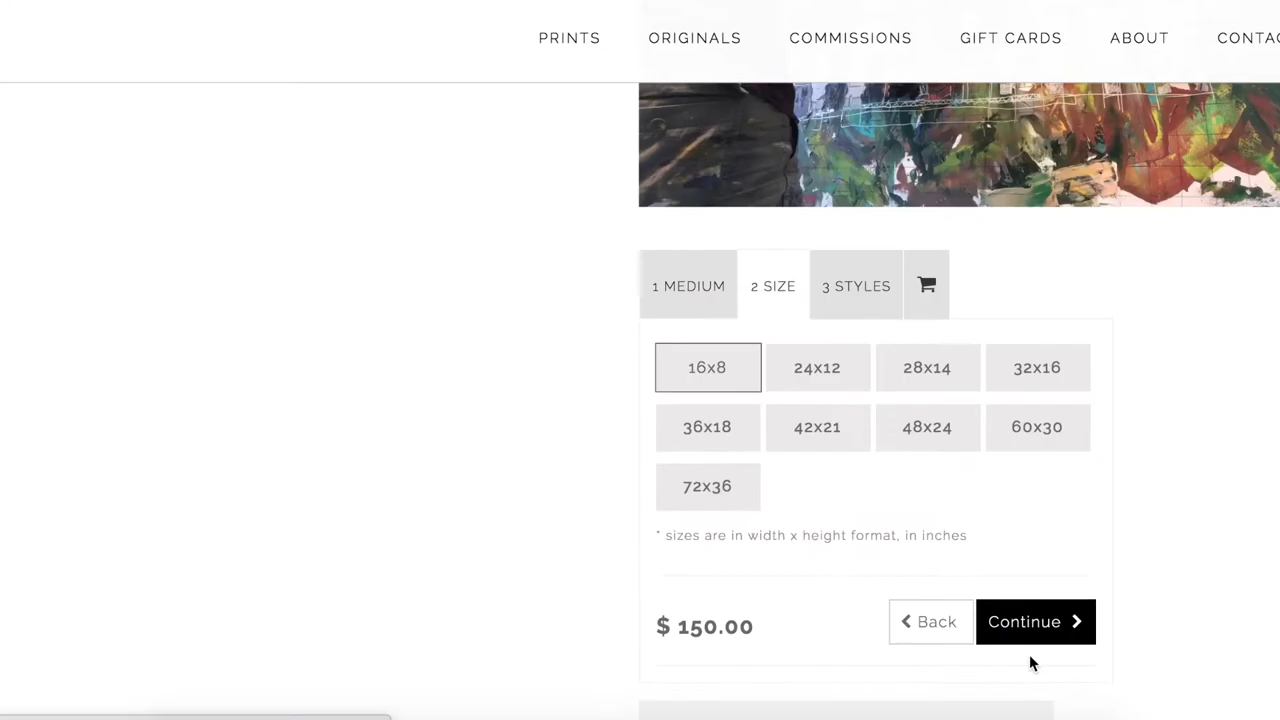 PRINTS ORIGINALS COMMISSIONS GIFT CARDS ABOUT
1 MEDIUM 2 SIZE 3 STYLES
16x8 24x12 28x14 32x16
36x18 42x21 48x24 60x30
72x36
* sizes are in width x height format, in inches
$ 150.00 Back Continue